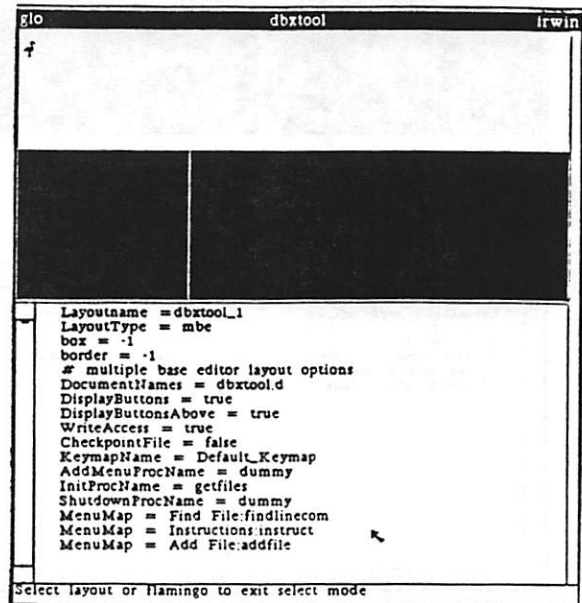 glo dbxtool irwin
Layoutname = dbxtool_1
LayoutType = mbe
box = -1
border = -1
# multiple base editor layout options
DocumentNames = dbxtool.d
DisplayButtons = true
DisplayButtonsAbove = true
WriteAccess = true
CheckpointFile = false
KeymapName = Default_Keymap
AddMenuProcName = dummy
InitProcName = getfiles
ShutdownProcName = dummy
MenuMap = Find File:findlinecom
MenuMap = Instructions:instruct
MenuMap = Add File:addfile
Select layout or flamingo to exit select mode